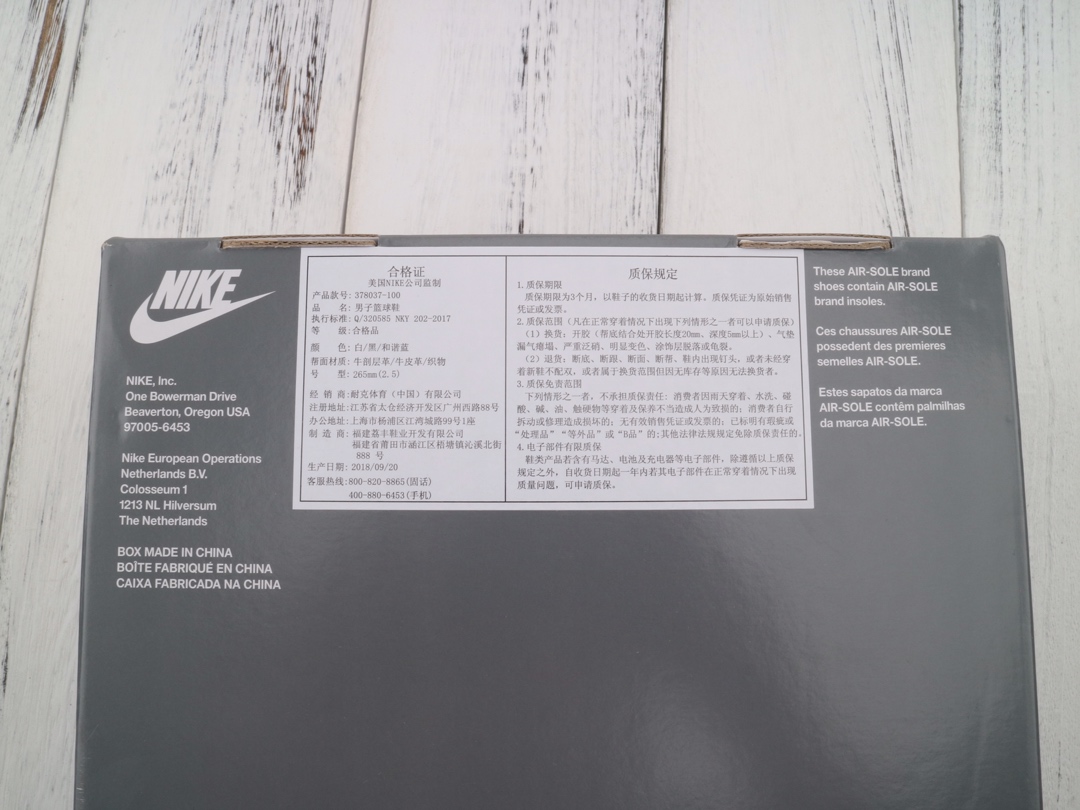 NIKE
NIKE, Inc.
One Bowerman Drive
Beaverton, Oregon USA
97005-6453
Nike European Operations
Netherlands B.V.
Colosseum 1
1213 NL Hilversum
The Netherlands
BOX MADE IN CHINA
BOÎTE FABRIQUÉ EN CHINA
CAIXA FABRICADA NA CHINA
合格证
美国NIKE公司监制
产品款号: 378037-100
品 名: 男子篮球鞋
执行标准: Q/320585 NKY 202-2017
等 级: 合格品
颜 色: 白/黑/和谐蓝
帮面材质: 牛剖层革/牛皮革/织物
号 型: 265mm(2.5)
经 销 商: 耐克体育（中国）有限公司
注册地址: 江苏省太仓经济开发区广州西路88号
办公地址: 上海市杨浦区江湾城路99号1座
制 造 商: 福建荔丰鞋业开发有限公司
福建省莆田市涵江区梧塘镇沁溪北街
888 号
生产日期: 2018/09/20
客服热线: 800-820-8865(固话)
400-880-6453(手机)
质保规定
1.质保期限
质保期限为3个月，以鞋子的收货日期起计算。质保凭证为原始销售
凭证或发票。
2.质保范围（凡在正常穿着情况下出现下列情形之一者可以申请质保）
（1）换货: 开胶（帮底结合处开胶长度20mm、深度5mm以上）、气垫
漏气瘪塌、严重泛硝、明显变色、涂饰层脱落或龟裂。
（2）退货: 断底、断跟、断面、断帮、鞋内出现钉头，或者未经穿
着新鞋不配双，或者属于换货范围但因无库存等原因无法换货者。
3.质保免责范围
下列情形之一者，不承担质保责任: 消费者因雨天穿着、水洗、碰
酸、碱、油、触硬物等穿着及保养不当造成人为致损的; 消费者自行
拆动或修理造成损坏的; 无有效销售凭证或发票的; 已标明有瑕疵或
“处理品” “等外品” 或 “B品” 的; 其他法律法规规定免除质保责任的。
4.电子部件有限质保
鞋类产品若含有马达、电池及充电器等电子部件，除遵循以上质保
规定之外，自收货日期起一年内若其电子部件在正常穿着情况下出现
质量问题，可申请质保。
These AIR-SOLE brand
shoes contain AIR-SOLE
brand insoles.
Ces chaussures AIR-SOLE
possedent des premieres
semelles AIR-SOLE.
Estes sapatos da marca
AIR-SOLE contêm palmilhas
da marca AIR-SOLE.